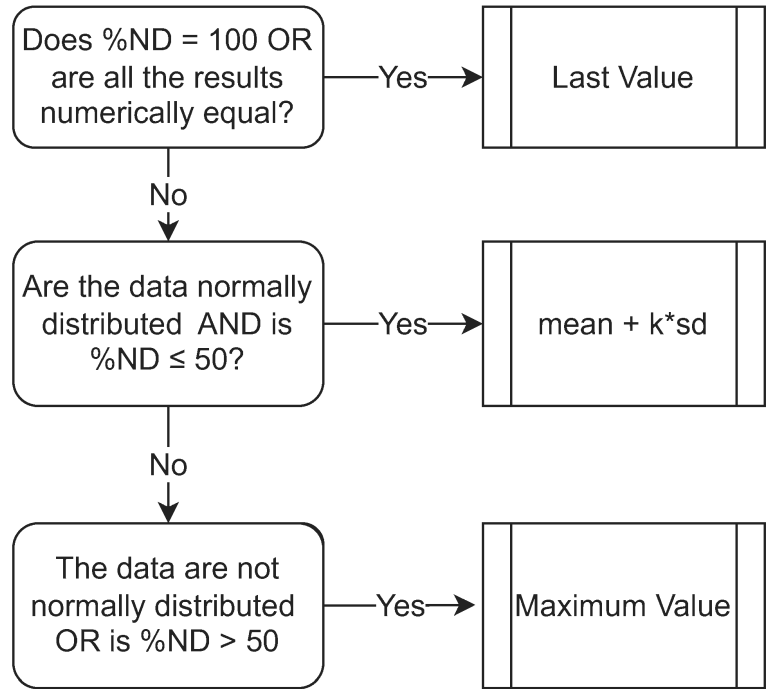 Does %ND = 100 OR
are all the results
numerically equal?
Yes
Last Value
No
Are the data normally
distributed AND is
%ND ≤ 50?
Yes
mean + k*sd
No
The data are not
normally distributed
OR is %ND > 50
Yes
Maximum Value